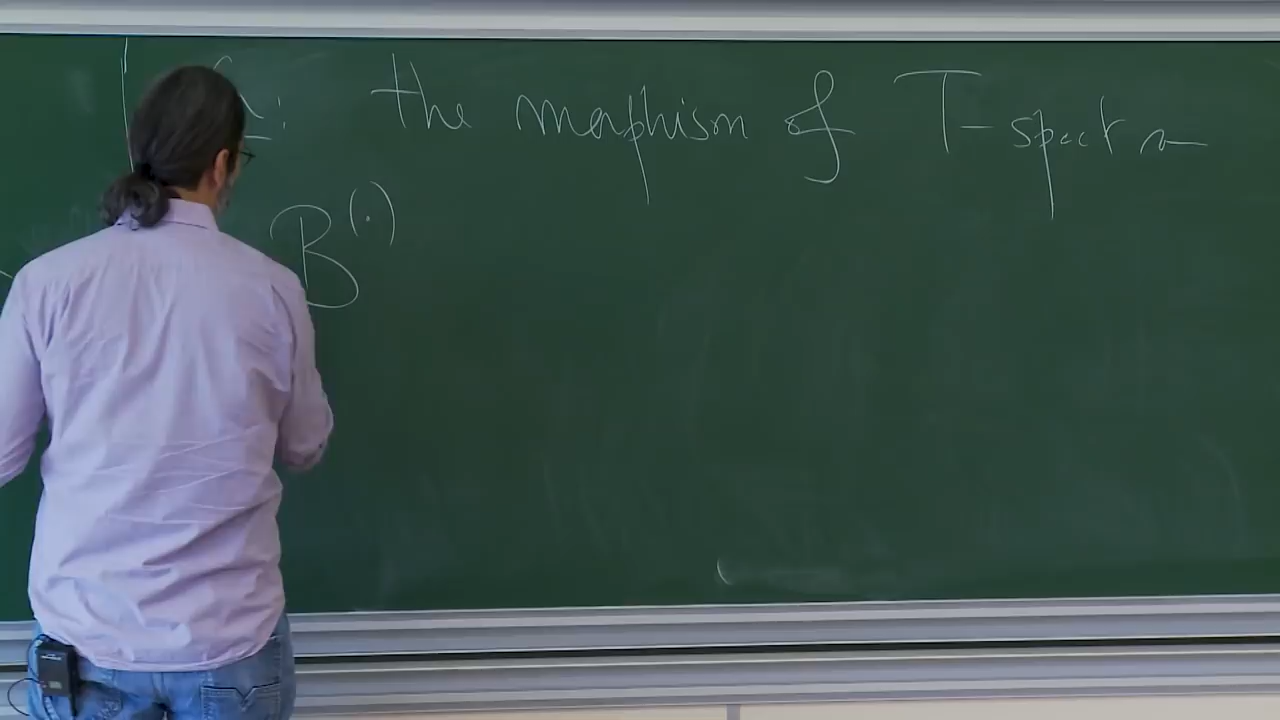 the morphism of T-spectra
B^(·)